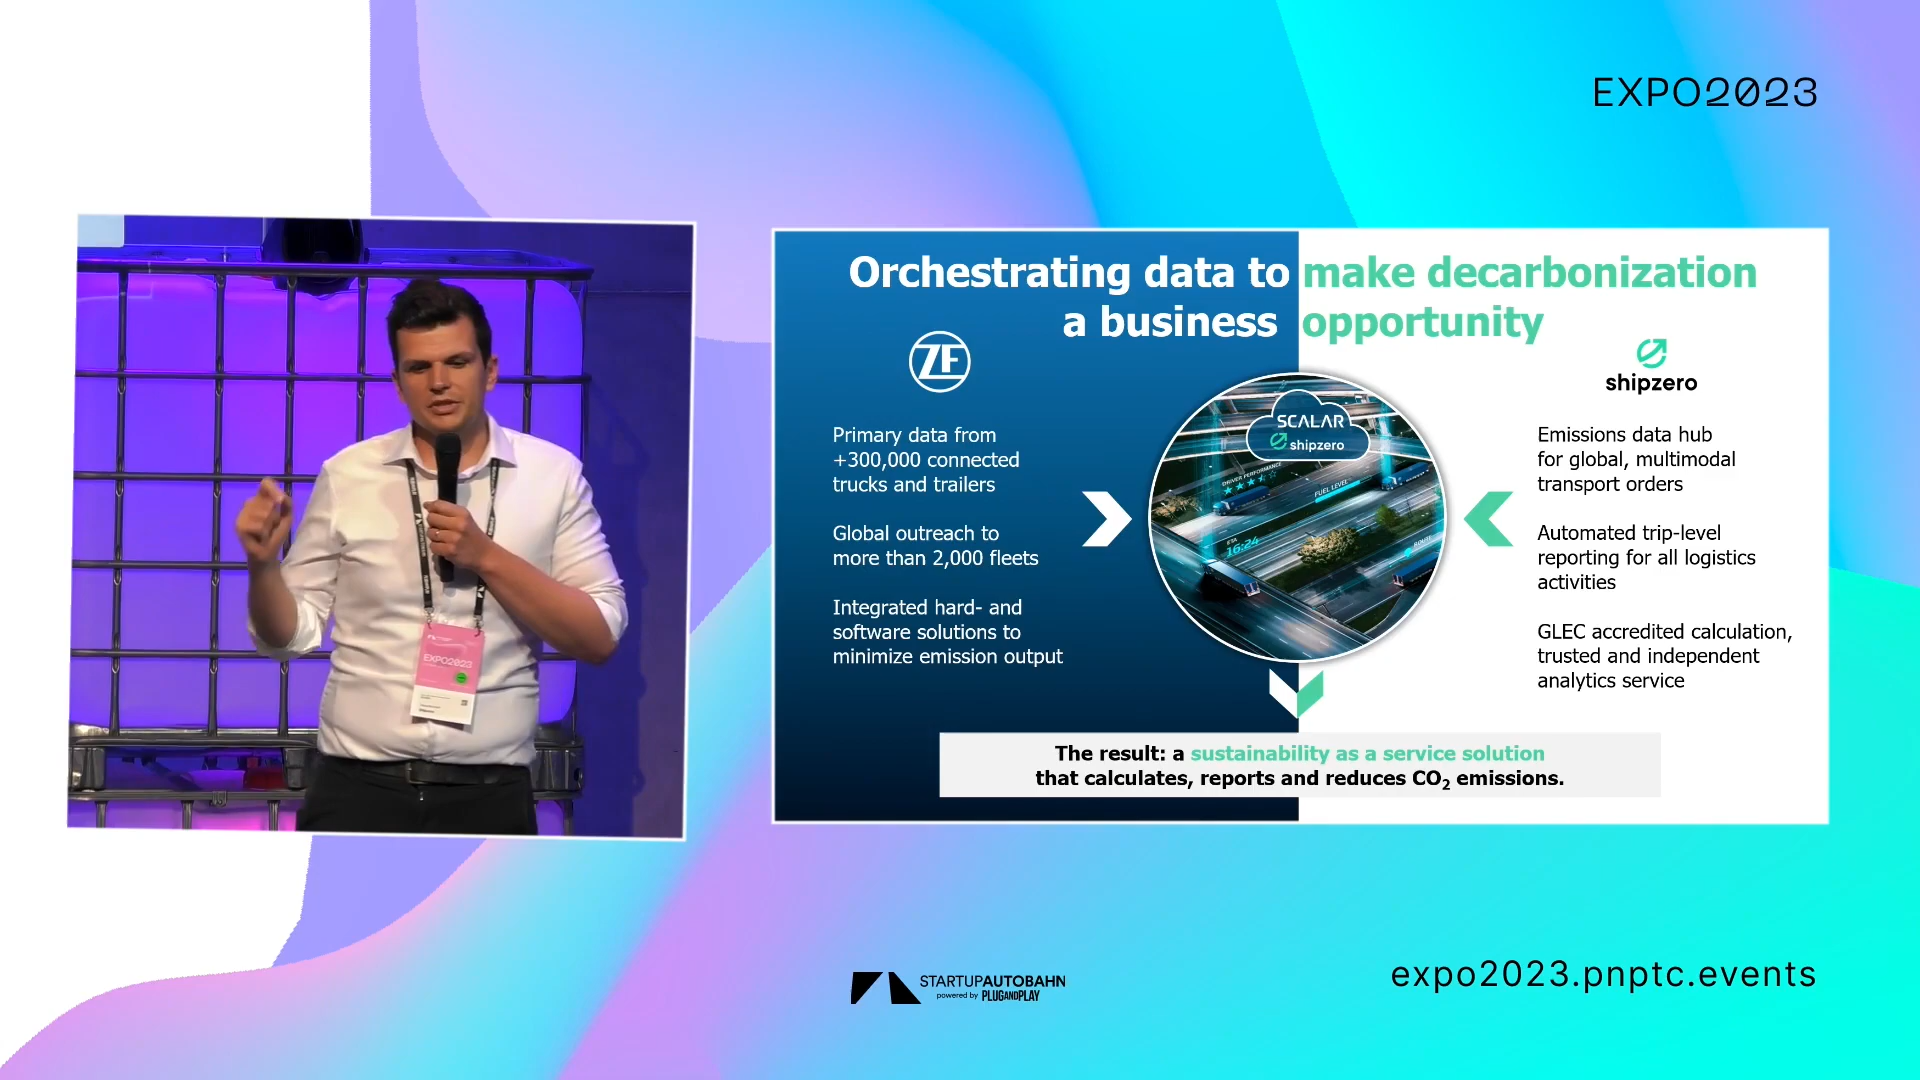 EXPO2023
Orchestrating data to make decarbonization
a business opportunity
ZF
Primary data from
+300,000 connected
trucks and trailers
Global outreach to
more than 2,000 fleets
Integrated hard- and
software solutions to
minimize emission output
SCALAR
shipzero
DRIVER PERFORMANCE
FUEL LEVEL
ETA
16:24
ROUTE
shipzero
Emissions data hub
for global, multimodal
transport orders
Automated trip-level
reporting for all logistics
activities
GLEC accredited calculation,
trusted and independent
analytics service
The result: a sustainability as a service solution
that calculates, reports and reduces CO₂ emissions.
EXPO2023
STARTUPAUTOBAHN
powered by PLUGANDPLAY
expo2023.pnptc.events